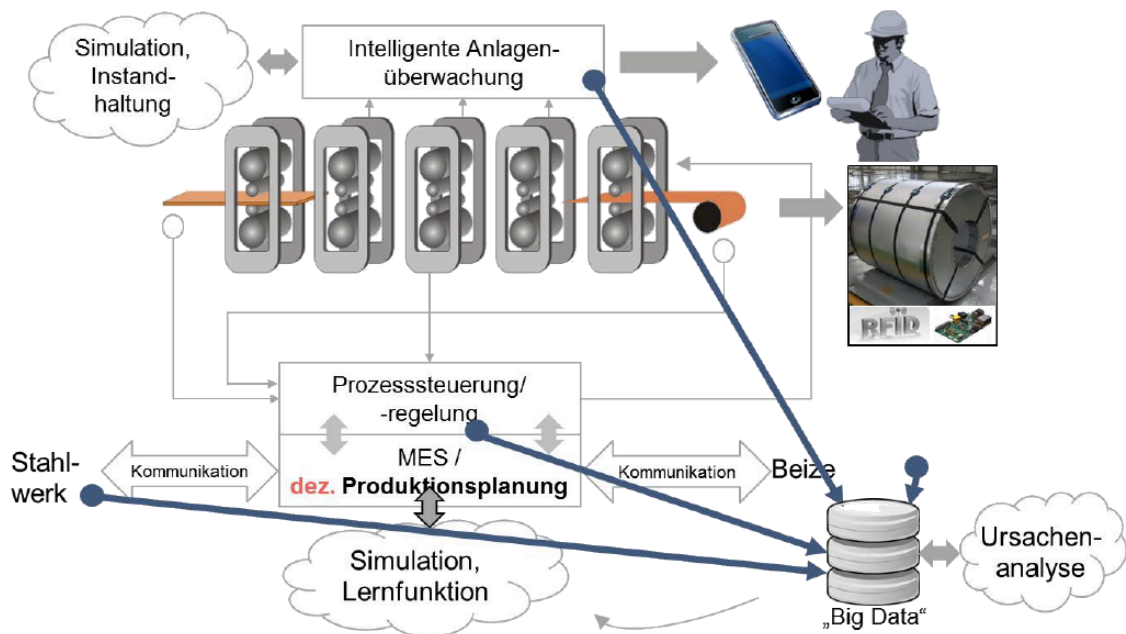 Simulation,
Instand-
haltung
Intelligente Anlagen-
überwachung
RFID
Prozesssteuerung/
-regelung
Stahl-
werk
Kommunikation
MES /
dez. Produktionsplanung
Kommunikation
Beize
Simulation,
Lernfunktion
Ursachen-
analyse
„Big Data“